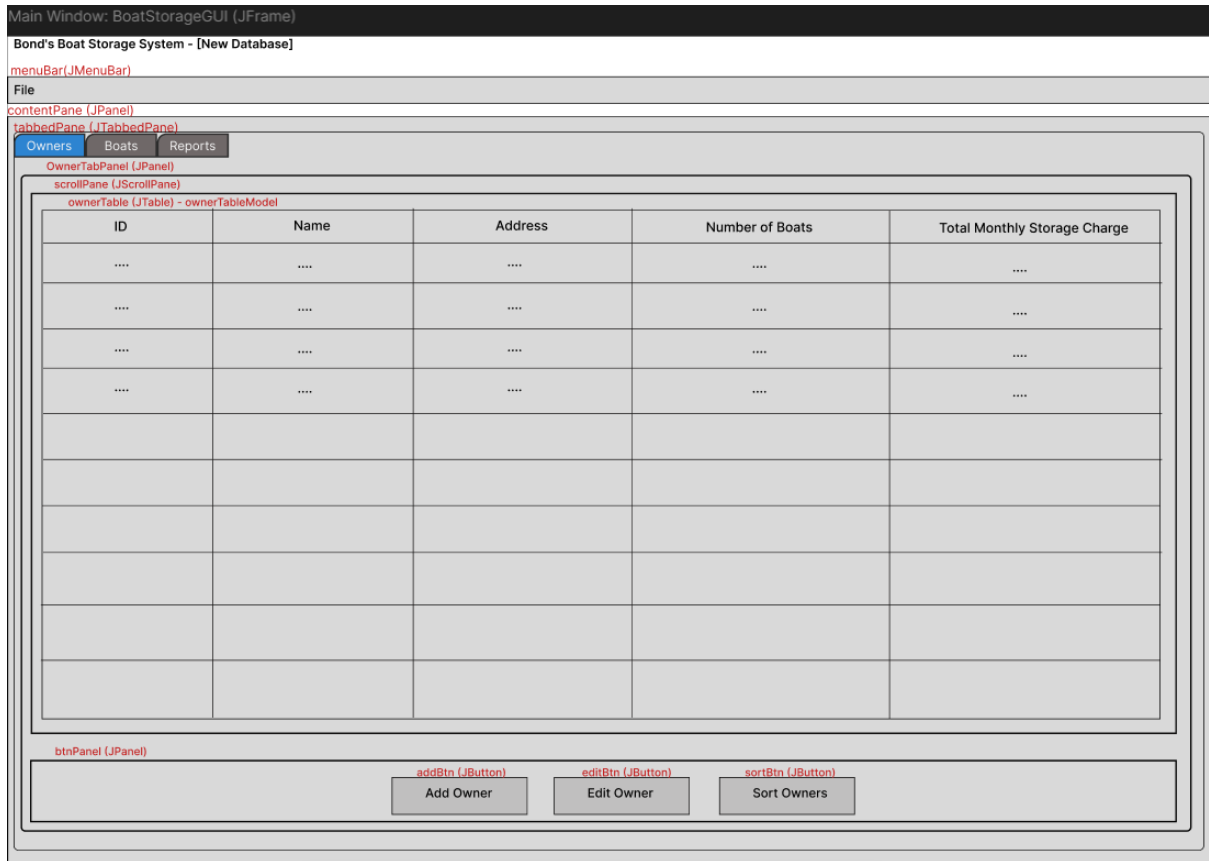 Main Window: BoatStorageGUI (JFrame)
Bond's Boat Storage System - [New Database]
menuBar(JMenuBar)
File
contentPane (JPanel)
tabbedPane (JTabbedPane)
Owners Boats Reports
OwnerTabPanel (JPanel)
scrollPane (JScrollPane)
ownerTable (JTable) - ownerTableModel
ID Name Address Number of Boats Total Monthly Storage Charge
.... .... .... .... ....
.... .... .... .... ....
.... .... .... .... ....
.... .... .... .... ....
btnPanel (JPanel)
addBtn (JButton) editBtn (JButton) sortBtn (JButton)
Add Owner Edit Owner Sort Owners